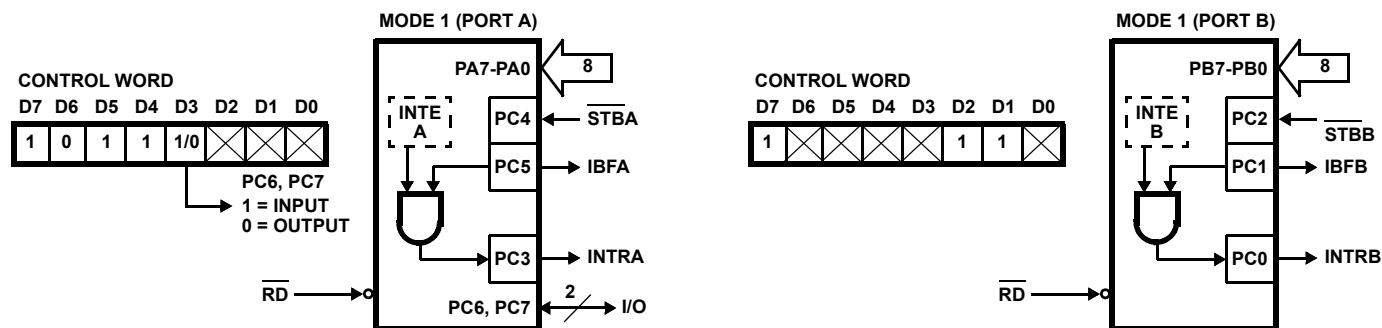 MODE 1 (PORT A)
PA7-PA0
8
CONTROL WORD
D7 D6 D5 D4 D3 D2 D1 D0
1 0 1 1 1/0
PC6, PC7
1 = INPUT
0 = OUTPUT
INTE
A
PC4
STBA
PC5
IBFA
PC3
INTRA
RD
PC6, PC7
2
I/O
MODE 1 (PORT B)
PB7-PB0
8
CONTROL WORD
D7 D6 D5 D4 D3 D2 D1 D0
1 1 1
INTE
B
PC2
STBB
PC1
IBFB
PC0
INTRB
RD